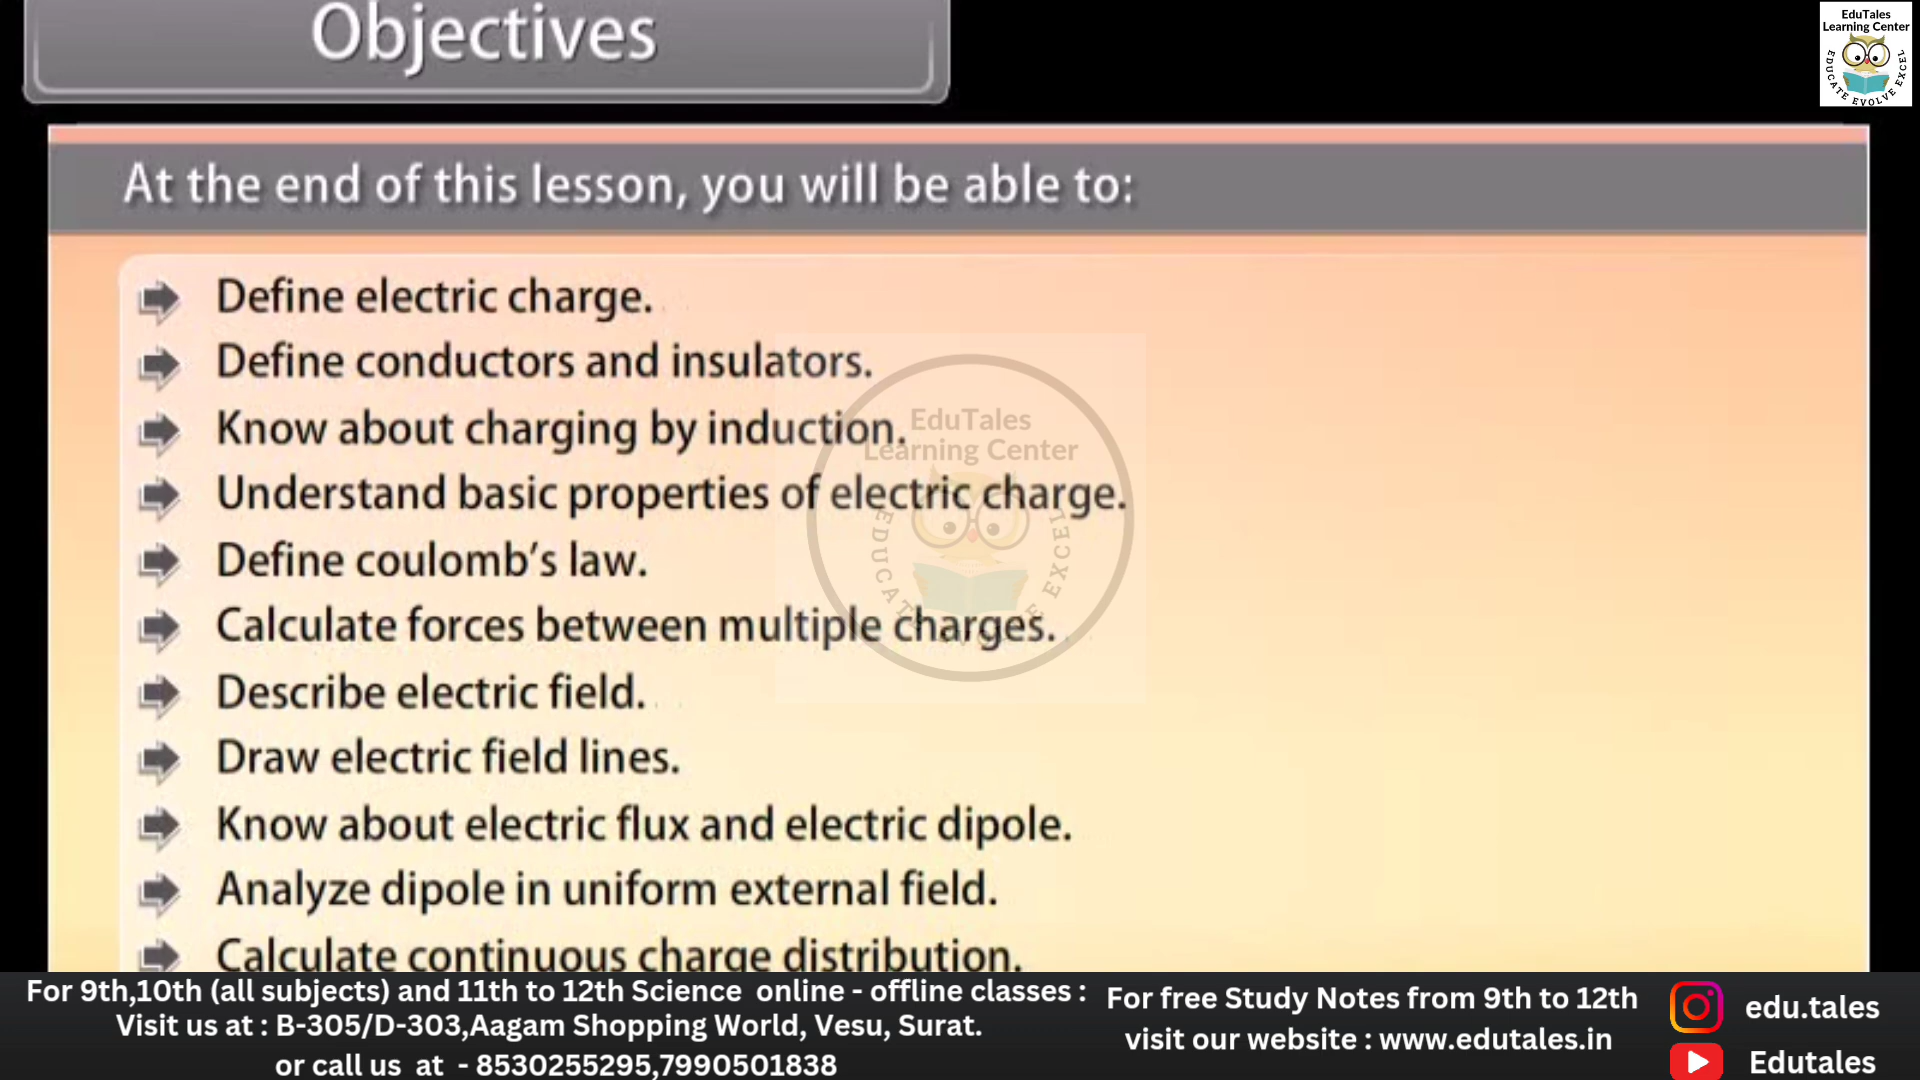 Objectives
EduTales
Learning Center
EDUCATE EVOLVE EXCEL
At the end of this lesson, you will be able to:
Define electric charge.
Define conductors and insulators.
Know about charging by induction.
EduTales
Learning Center
Understand basic properties of electric charge.
EDUCATE EVOLVE EXCEL
Define coulomb's law.
Calculate forces between multiple charges.
Describe electric field.
Draw electric field lines.
Know about electric flux and electric dipole.
Analyze dipole in uniform external field.
Calculate continuous charge distribution.
For 9th,10th (all subjects) and 11th to 12th Science online - offline classes :
Visit us at : B-305/D-303,Aagam Shopping World, Vesu, Surat.
or call us at - 8530255295,7990501838
For free Study Notes from 9th to 12th
visit our website : www.edutales.in
edu.tales
Edutales